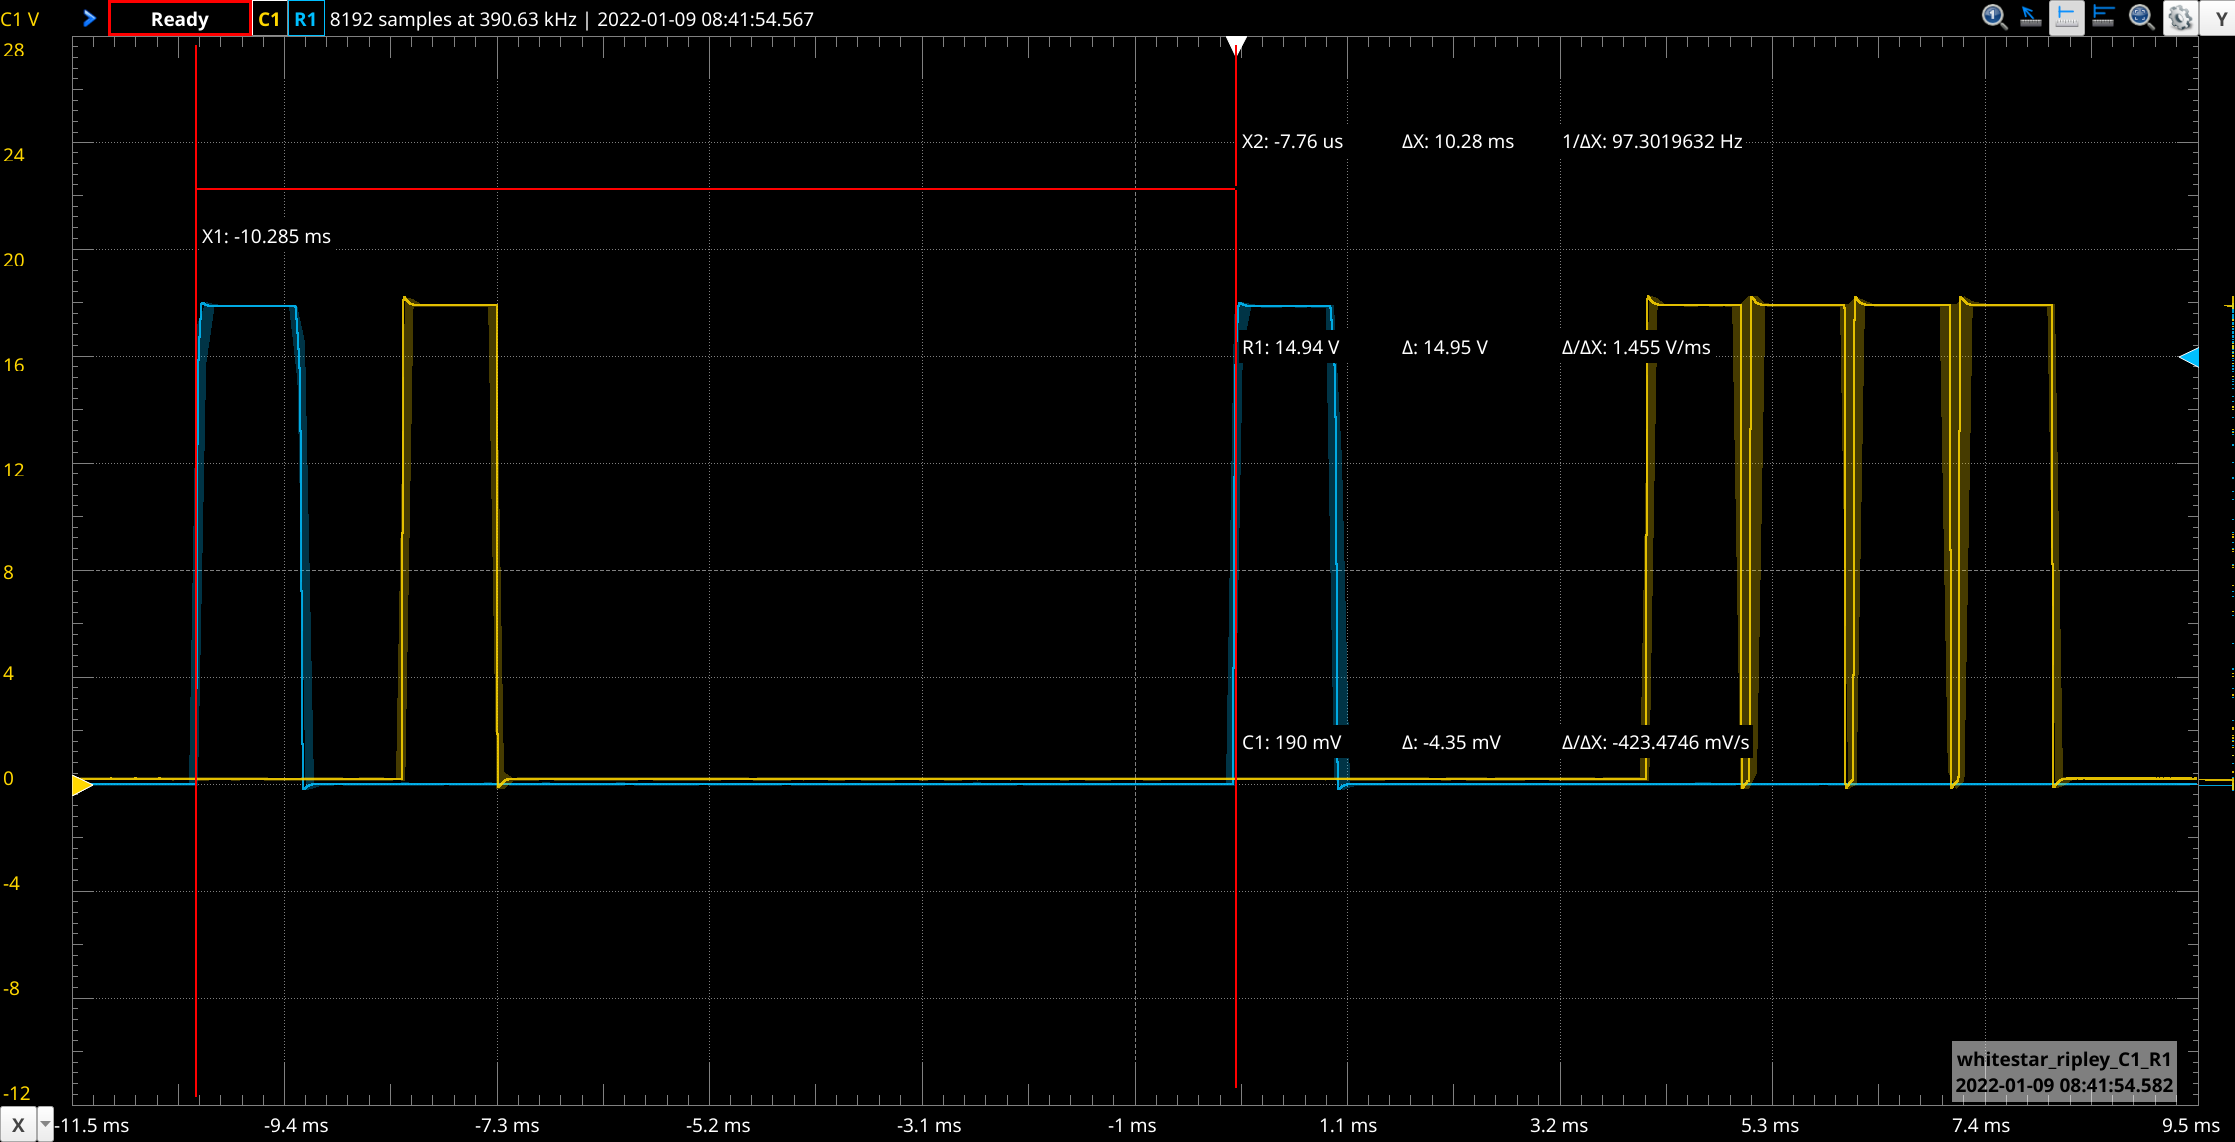 C1 V
Ready
C1 R1 8192 samples at 390.63 kHz | 2022-01-09 08:41:54.567
1
Y
28
24
20
16
12
8
4
0
-4
-8
-12
X2: -7.76 us ΔX: 10.28 ms 1/ΔX: 97.3019632 Hz
X1: -10.285 ms
R1: 14.94 V Δ: 14.95 V Δ/ΔX: 1.455 V/ms
C1: 190 mV Δ: -4.35 mV Δ/ΔX: -423.4746 mV/s
whitestar_ripley_C1_R1
2022-01-09 08:41:54.582
X
-11.5 ms -9.4 ms -7.3 ms -5.2 ms -3.1 ms -1 ms 1.1 ms 3.2 ms 5.3 ms 7.4 ms 9.5 ms